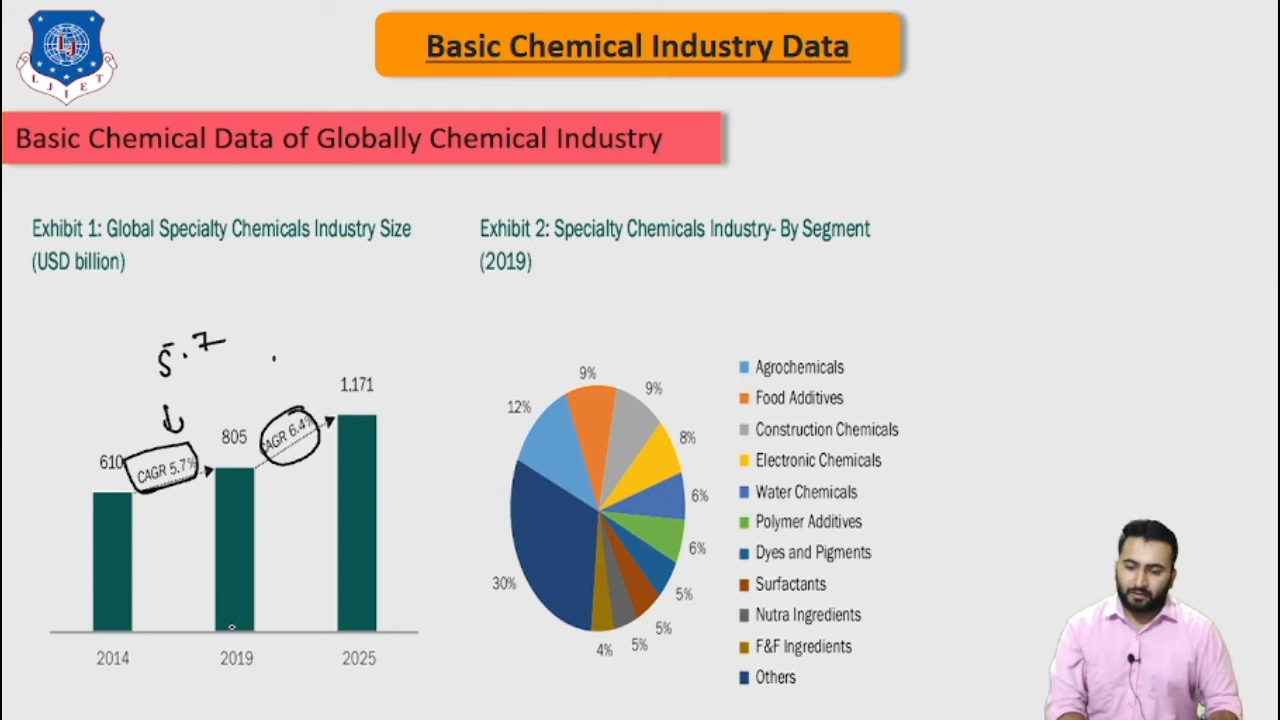 LJIET
Basic Chemical Industry Data
Basic Chemical Data of Globally Chemical Industry
Exhibit 1: Global Specialty Chemicals Industry Size
(USD billion)
5.7
610
CAGR 5.7%
805
CAGR 6.4%
1,171
2014
2019
2025
Exhibit 2: Specialty Chemicals Industry- By Segment
(2019)
9%
9%
12%
8%
6%
6%
30%
5%
5%
5%
4%
Agrochemicals
Food Additives
Construction Chemicals
Electronic Chemicals
Water Chemicals
Polymer Additives
Dyes and Pigments
Surfactants
Nutra Ingredients
F&F Ingredients
Others